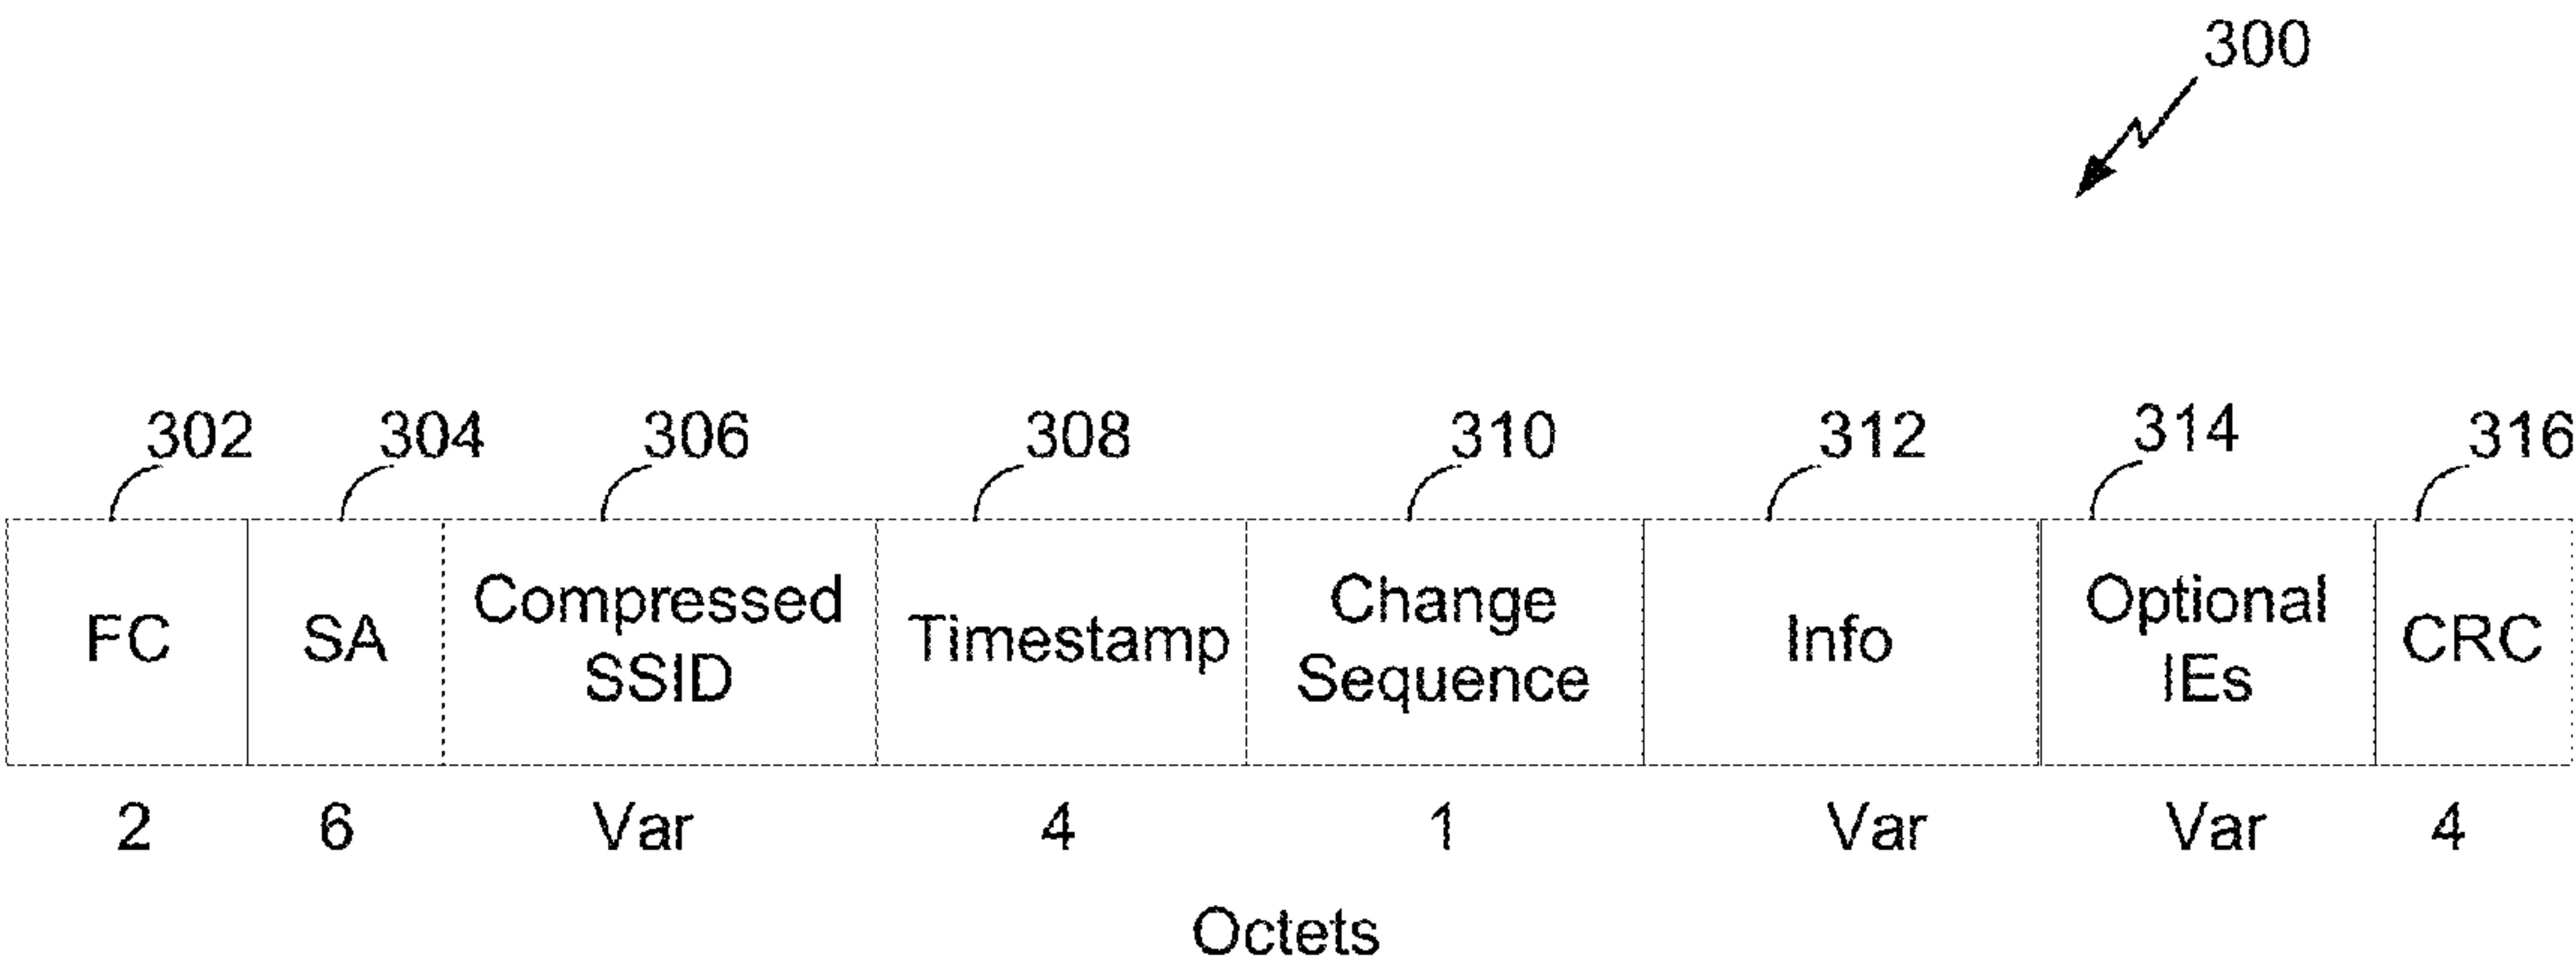 300
302 304 306 308 310 312 314 316
FC SA Compressed SSID Timestamp Change Sequence Info Optional IEs CRC
2 6 Var 4 1 Var Var 4
Octets